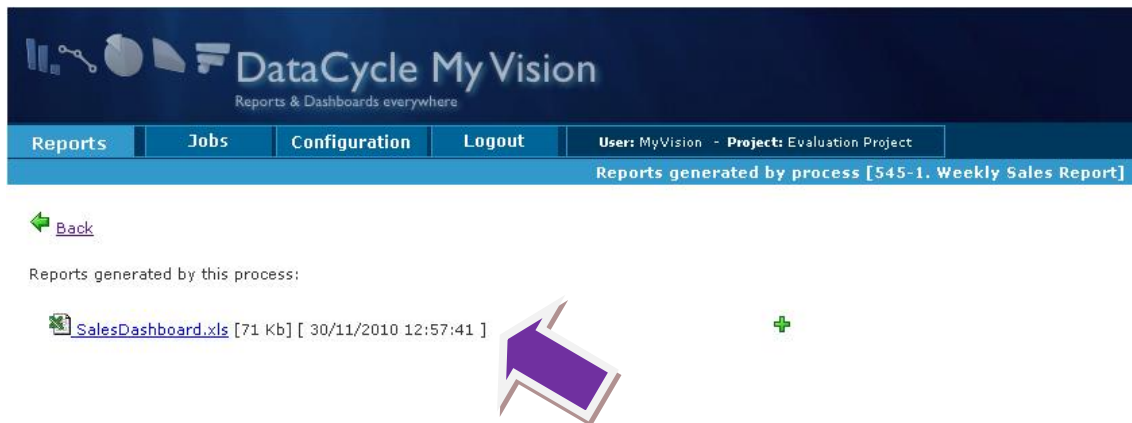 DataCycle My Vision
Reports & Dashboards everywhere
Reports Jobs Configuration Logout User: MyVision - Project: Evaluation Project
Reports generated by process [545-1. Weekly Sales Report]
Back
Reports generated by this process:
SalesDashboard.xls [71 Kb] [ 30/11/2010 12:57:41 ]